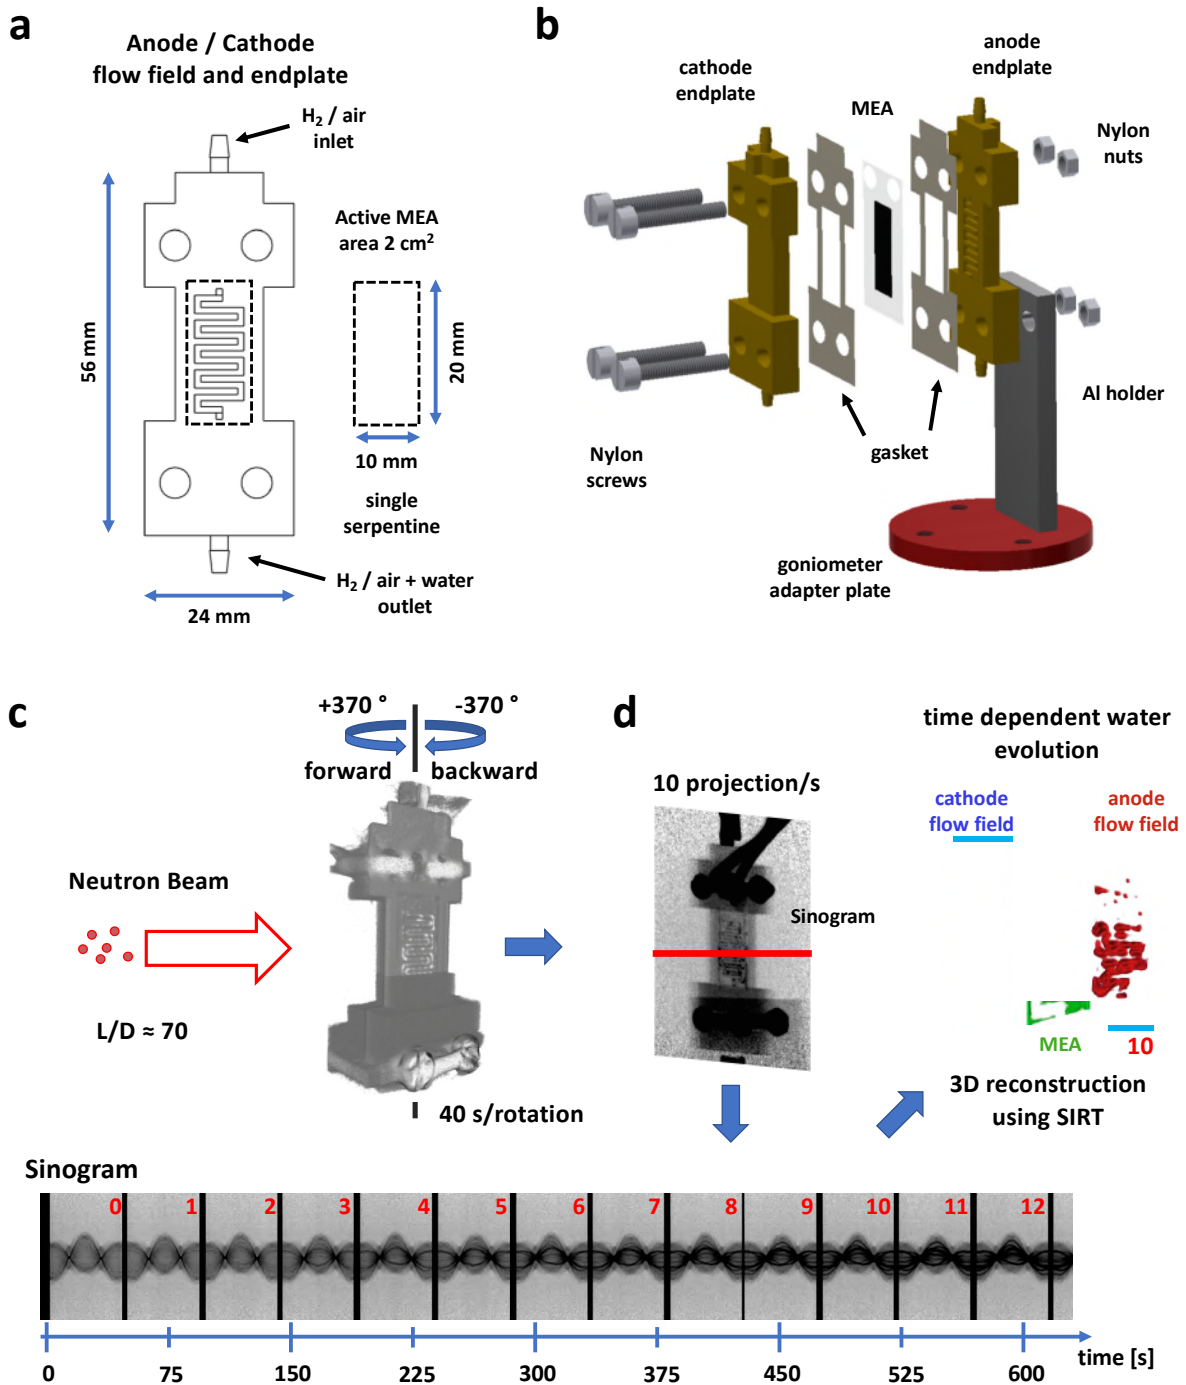 a
Anode / Cathode
flow field and endplate
H₂ / air
inlet
Active MEA
area 2 cm²
56 mm
20 mm
10 mm
single
serpentine
H₂ / air + water
outlet
24 mm
b
cathode
endplate
MEA
anode
endplate
Nylon
nuts
Al holder
gasket
Nylon
screws
goniometer
adapter plate
c
+370 °
-370 °
forward
backward
Neutron Beam
L/D ≈ 70
40 s/rotation
d
time dependent water
evolution
10 projection/s
cathode
flow field
anode
flow field
Sinogram
MEA
10
3D reconstruction
using SIRT
Sinogram
0 1 2 3 4 5 6 7 8 9 10 11 12
time [s]
0 75 150 225 300 375 450 525 600